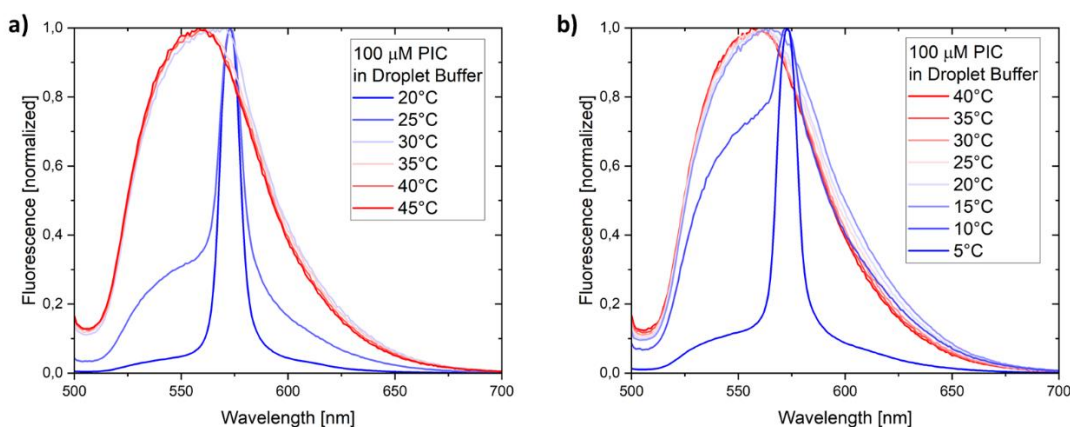 a)
Fluorescence [normalized]
1,0
0,8
0,6
0,4
0,2
0,0
100 μM PIC
in Droplet Buffer
20°C
25°C
30°C
35°C
40°C
45°C
500
550
600
650
700
Wavelength [nm]
b)
Fluorescence [normalized]
1,0
0,8
0,6
0,4
0,2
0,0
100 μM PIC
in Droplet Buffer
40°C
35°C
30°C
25°C
20°C
15°C
10°C
5°C
500
550
600
650
700
Wavelength [nm]